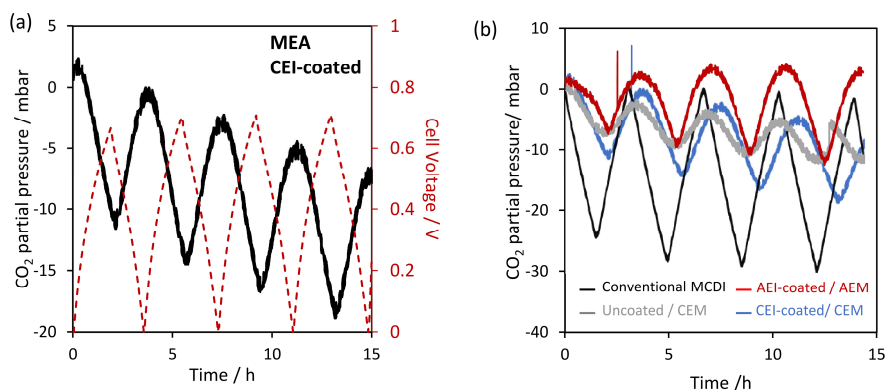 (a)
MEA
CEI-coated
CO2 partial pressure / mbar
5
0
-5
-10
-15
-20
0
5
10
15
Time / h
1
0.8
0.6
0.4
0.2
0
Cell Voltage / V
(b)
CO2 partial pressure/ mbar
10
0
-10
-20
-30
-40
Conventional MCDI
AEI-coated / AEM
Uncoated / CEM
CEI-coated/ CEM
0
5
10
15
Time / h